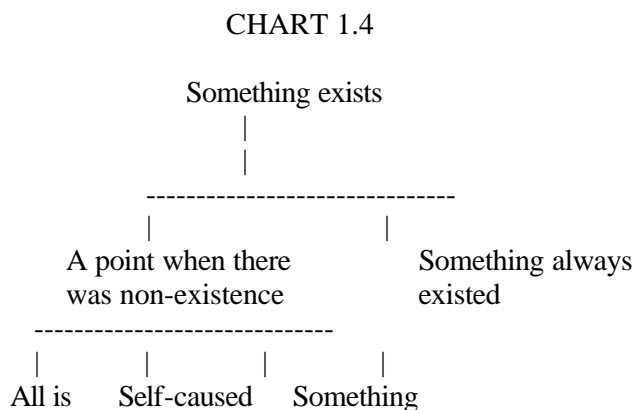 CHART 1.4
Something exists
|
|
-------------------------------
| |
A point when there Something always
was non-existence existed
------------------------------
| | | |
All is Self-caused Something